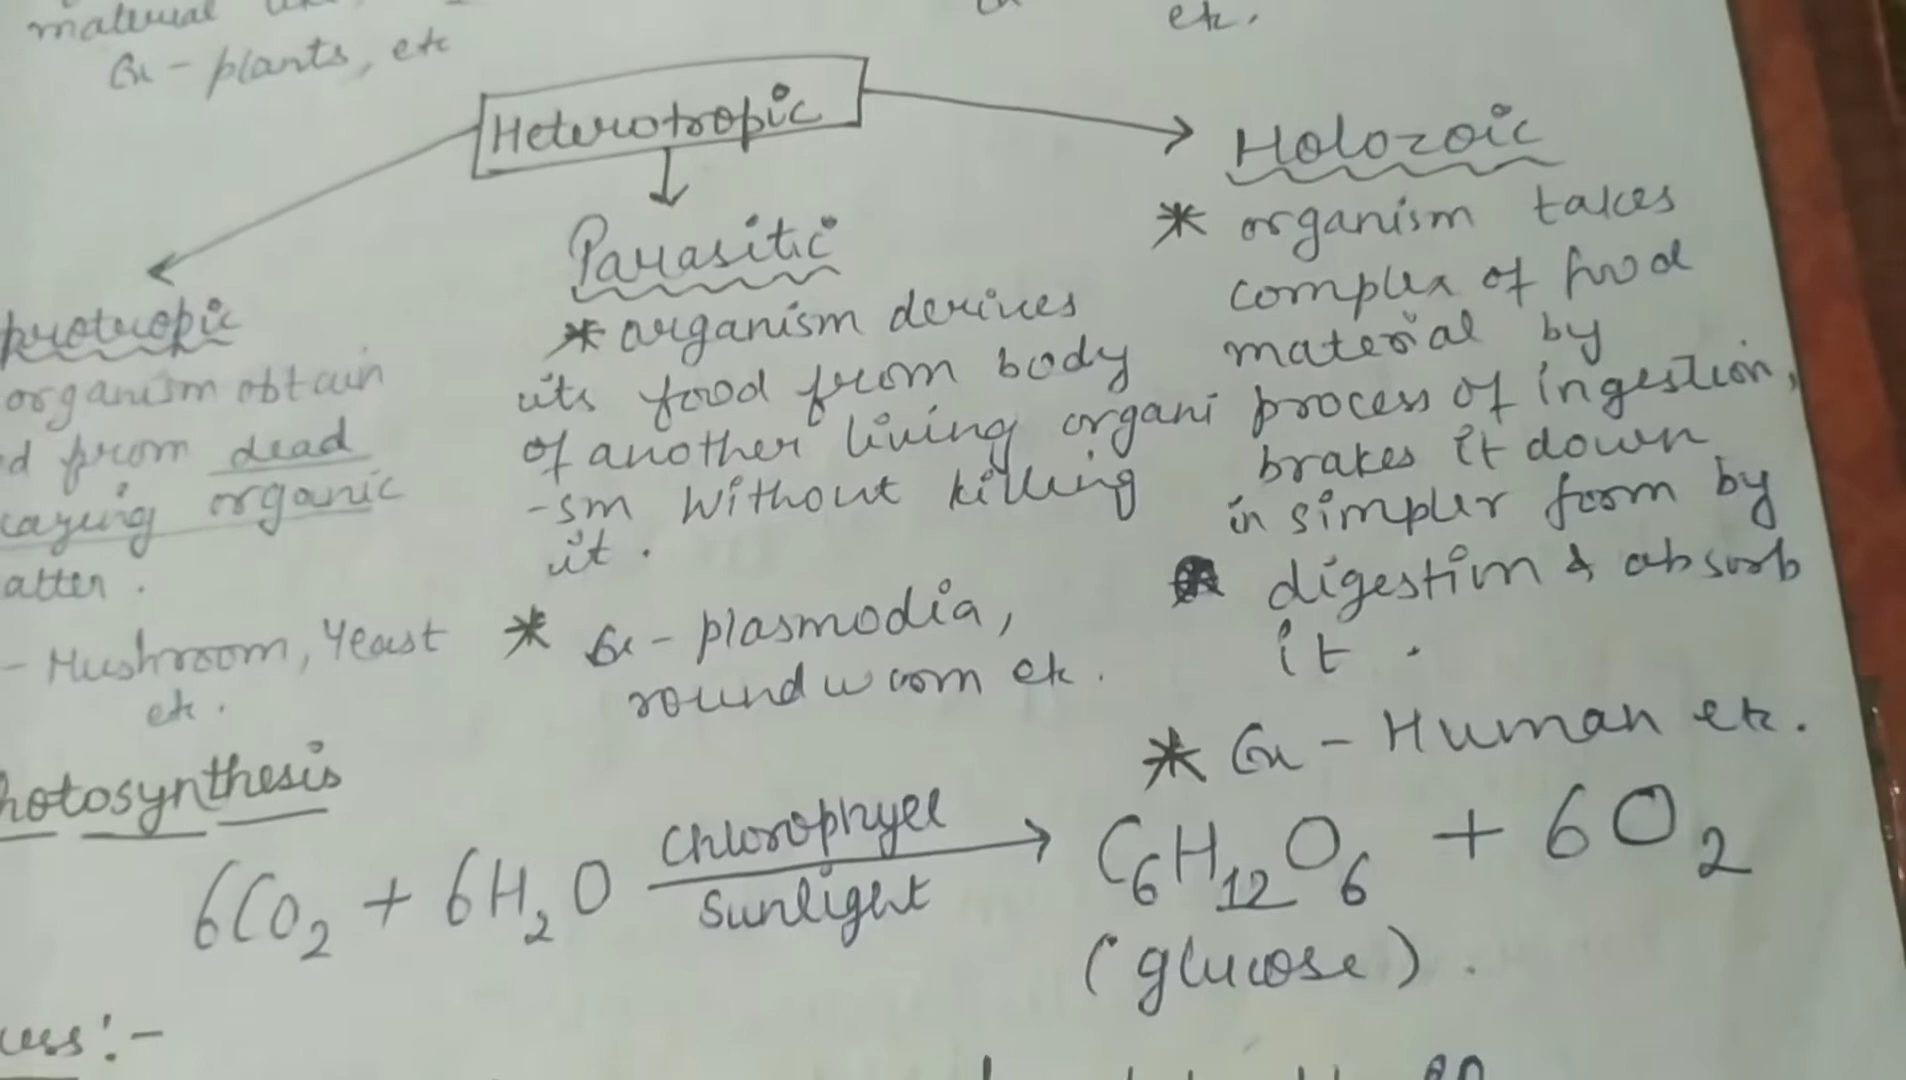 material
Ex - plants, etc
etc.
Heterotropic
protropic
organism obtain
d from dead
caying organic
atter.
- Mushroom, Yeast
etc.
Parasitic
* organism derives
its food from body
of another living organi
-sm without killing
it.
* Ex - plasmodia,
roundworm etc.
Holozoic
* organism takes
complex of food
material by
process of ingestion,
brakes it down
in simpler form by
digestion & absorb
it.
* Ex - Human etc.
hotosynthesis
6CO2 + 6H2O Chlorophyll Sunlight → C6H12O6 + 6O2
(glucose).
cess:-